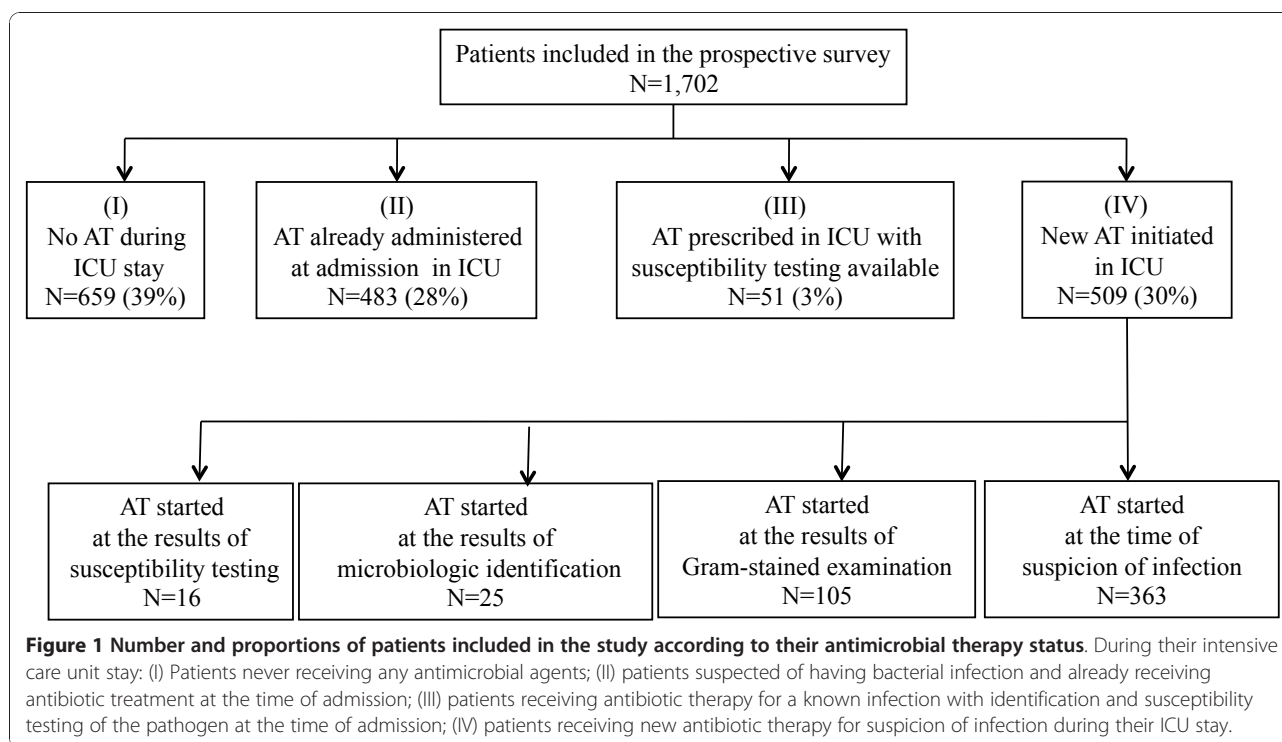 Patients included in the prospective survey
N=1,702
(I)
No AT during
ICU stay
N=659 (39%)
(II)
AT already administered
at admission in ICU
N=483 (28%)
(III)
AT prescribed in ICU with
susceptibility testing available
N=51 (3%)
(IV)
New AT initiated
in ICU
N=509 (30%)
AT started
at the results of
susceptibility testing
N=16
AT started
at the results of
microbiologic identification
N=25
AT started
at the results of
Gram-stained examination
N=105
AT started
at the time of
suspicion of infection
N=363
Figure 1 Number and proportions of patients included in the study according to their antimicrobial therapy status. During their intensive
care unit stay: (I) Patients never receiving any antimicrobial agents; (II) patients suspected of having bacterial infection and already receiving
antibiotic treatment at the time of admission; (III) patients receiving antibiotic therapy for a known infection with identification and susceptibility
testing of the pathogen at the time of admission; (IV) patients receiving new antibiotic therapy for suspicion of infection during their ICU stay.